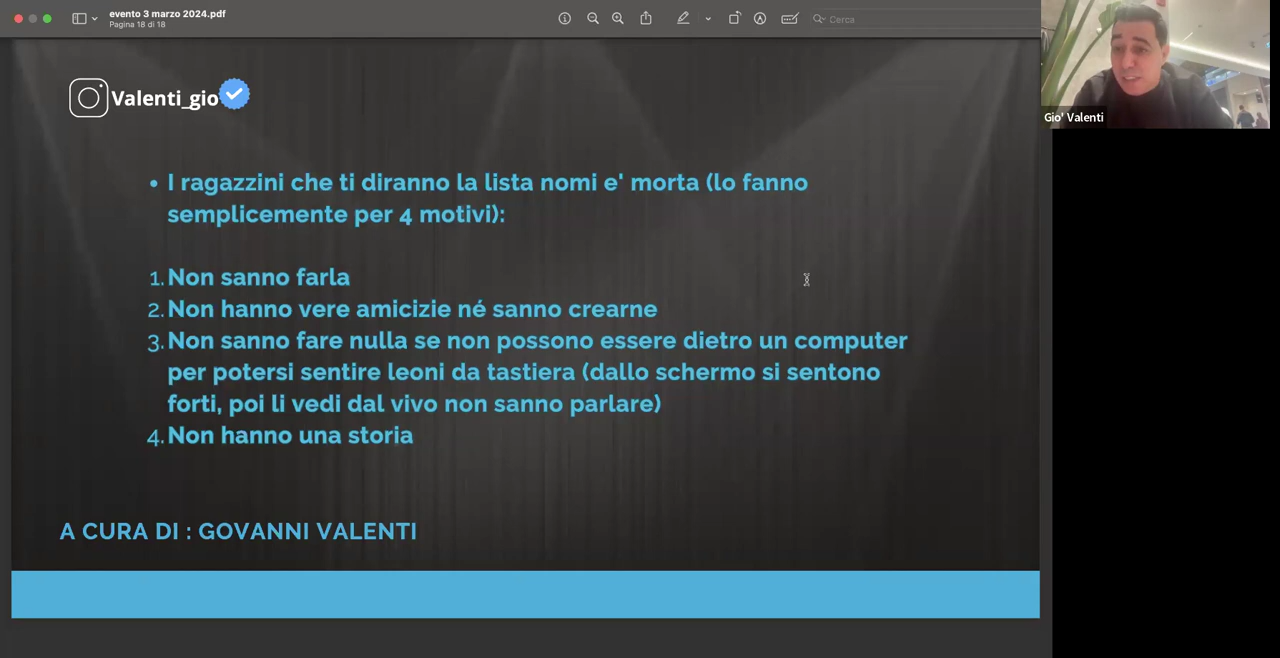 evento 3 marzo 2024.pdf
Pagina 18 di 18
Cerca
Valenti_gio
Gio' Valenti
• I ragazzini che ti diranno la lista nomi e' morta (lo fanno
semplicemente per 4 motivi):
1. Non sanno farla
2. Non hanno vere amicizie né sanno crearne
3. Non sanno fare nulla se non possono essere dietro un computer
per potersi sentire leoni da tastiera (dallo schermo si sentono
forti, poi li vedi dal vivo non sanno parlare)
4. Non hanno una storia
A CURA DI : GOVANNI VALENTI